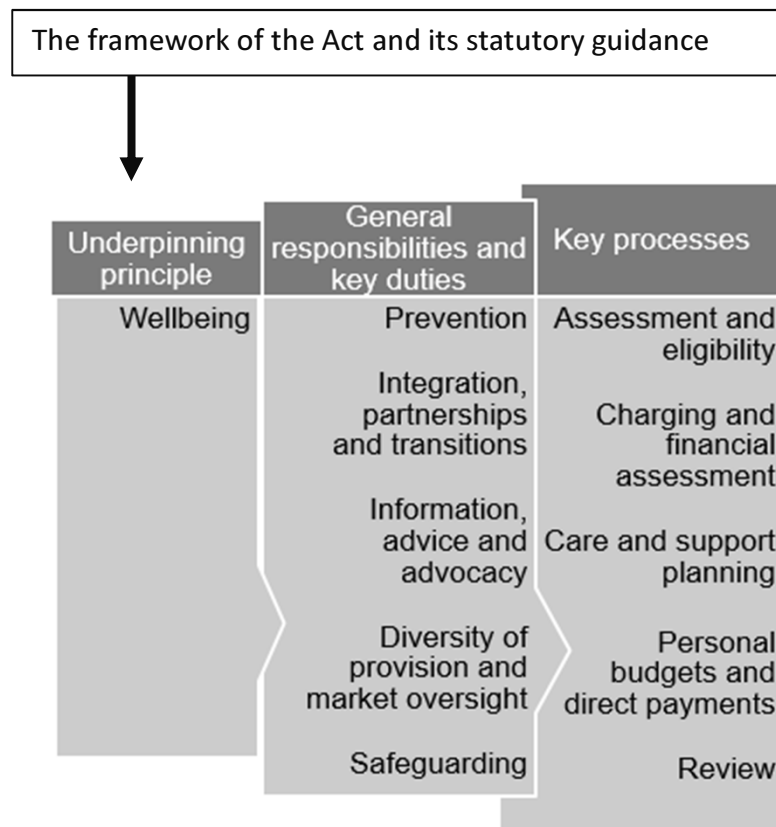 The framework of the Act and its statutory guidance
Underpinning
principle
Wellbeing
General
responsibilities and
key duties
Prevention
Integration,
partnerships
and transitions
Information,
advice and
advocacy
Diversity of
provision and
market oversight
Safeguarding
Key processes
Assessment and
eligibility
Charging and
financial
assessment
Care and support
planning
Personal
budgets and
direct payments
Review